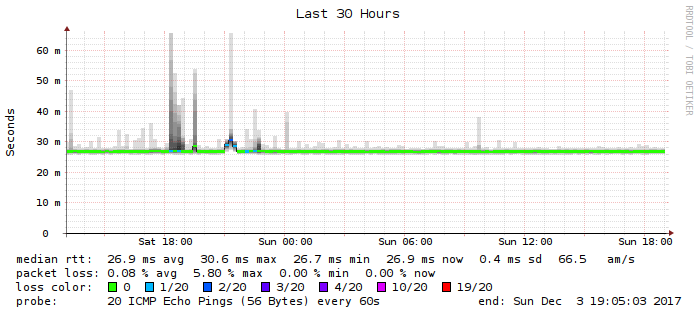 Last 30 Hours
RRDTOOL / TOBI OETIKER
Seconds
60 m
50 m
40 m
30 m
20 m
10 m
0
Sat 18:00 Sun 00:00 Sun 06:00 Sun 12:00 Sun 18:00
median rtt: 26.9 ms avg 30.6 ms max 26.7 ms min 26.9 ms now 0.4 ms sd 66.5 am/s
packet loss: 0.08 % avg 5.80 % max 0.00 % min 0.00 % now
loss color: 0 1/20 2/20 3/20 4/20 10/20 19/20
probe: 20 ICMP Echo Pings (56 Bytes) every 60s end: Sun Dec 3 19:05:03 2017